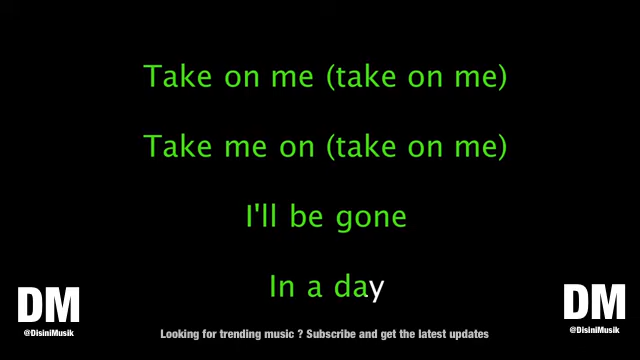 Take on me (take on me)
Take me on (take on me)
I'll be gone
In a day
DM
@DisiniMusik
Looking for trending music ? Subscribe and get the latest updates
DM
@DisiniMusik